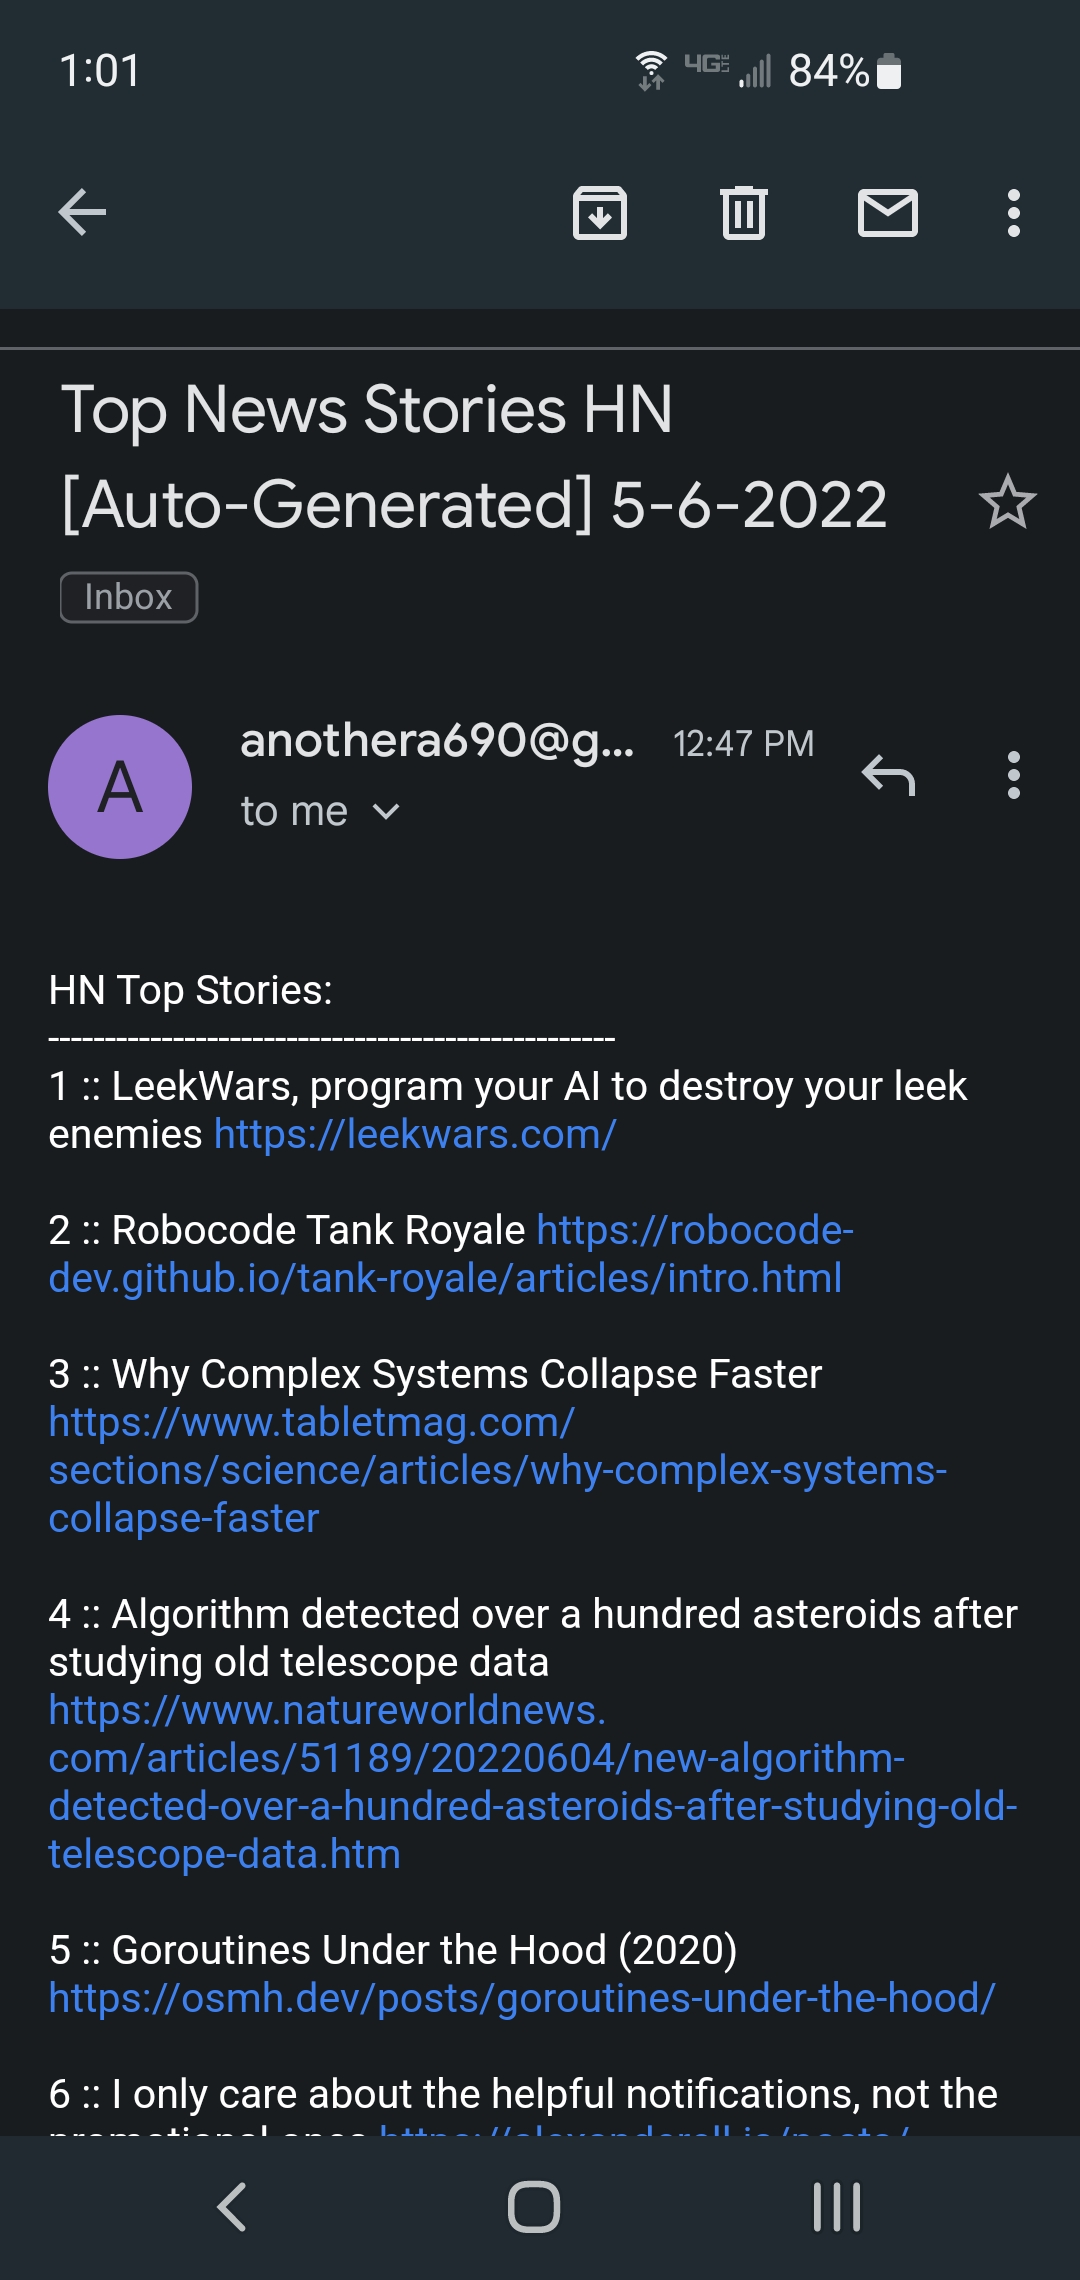 1:01
4G LTE 84%
Top News Stories HN
[Auto-Generated] 5-6-2022
Inbox
A
anothera690@g... 12:47 PM
to me
HN Top Stories:
--------------------------------------------------
1 :: LeekWars, program your AI to destroy your leek
enemies https://leekwars.com/
2 :: Robocode Tank Royale https://robocode-
dev.github.io/tank-royale/articles/intro.html
3 :: Why Complex Systems Collapse Faster
https://www.tabletmag.com/
sections/science/articles/why-complex-systems-
collapse-faster
4 :: Algorithm detected over a hundred asteroids after
studying old telescope data
https://www.natureworldnews.
com/articles/51189/20220604/new-algorithm-
detected-over-a-hundred-asteroids-after-studying-old-
telescope-data.htm
5 :: Goroutines Under the Hood (2020)
https://osmh.dev/posts/goroutines-under-the-hood/
6 :: I only care about the helpful notifications, not the
promotional ones